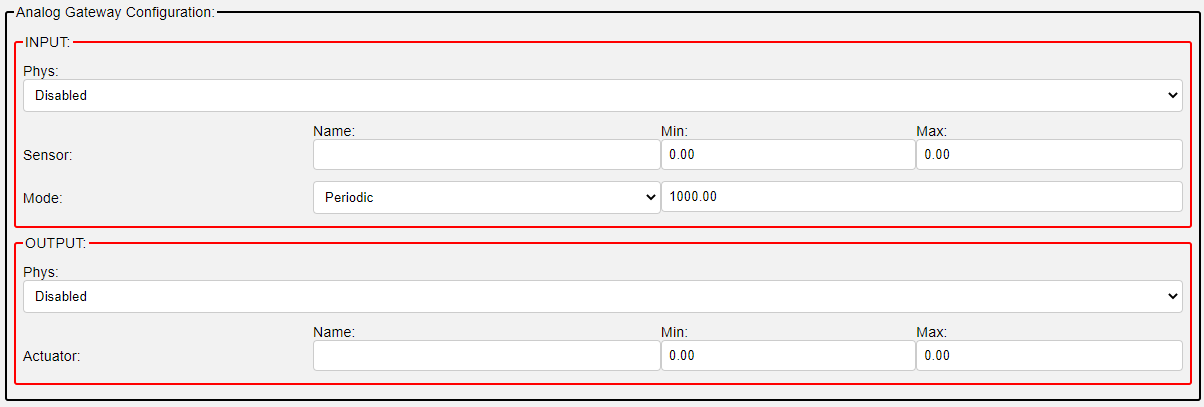 Analog Gateway Configuration:
INPUT:
Phys:
Disabled
Name: Min: Max:
Sensor: 0.00 0.00
Mode: Periodic 1000.00
OUTPUT:
Phys:
Disabled
Name: Min: Max:
Actuator: 0.00 0.00